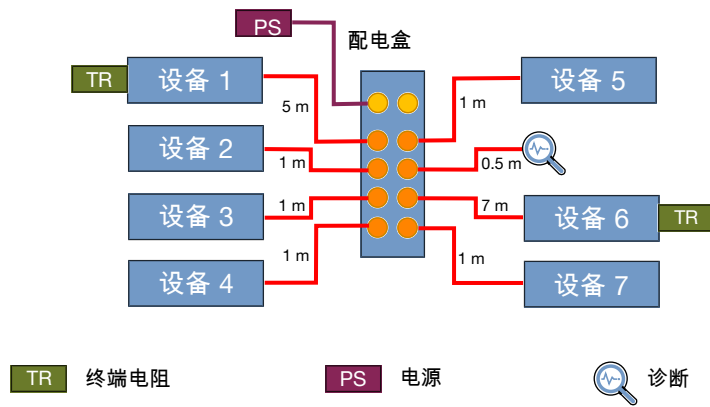 PS
配电盒
TR
设备 1
设备 5
5 m
1 m
设备 2
1 m
0.5 m
设备 3
1 m
7 m
设备 6
TR
设备 4
1 m
1 m
设备 7
TR 终端电阻
PS 电源
诊断